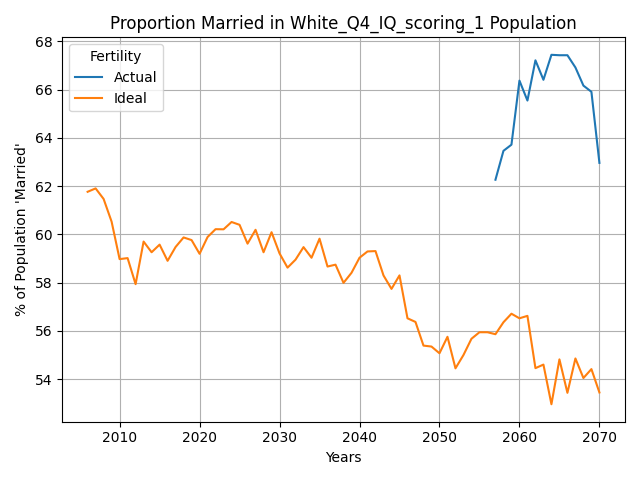 Proportion Married in White_Q4_IQ_scoring_1 Population
Fertility
Actual
Ideal
% of Population 'Married'
68
66
64
62
60
58
56
54
2010
2020
2030
2040
2050
2060
2070
Years